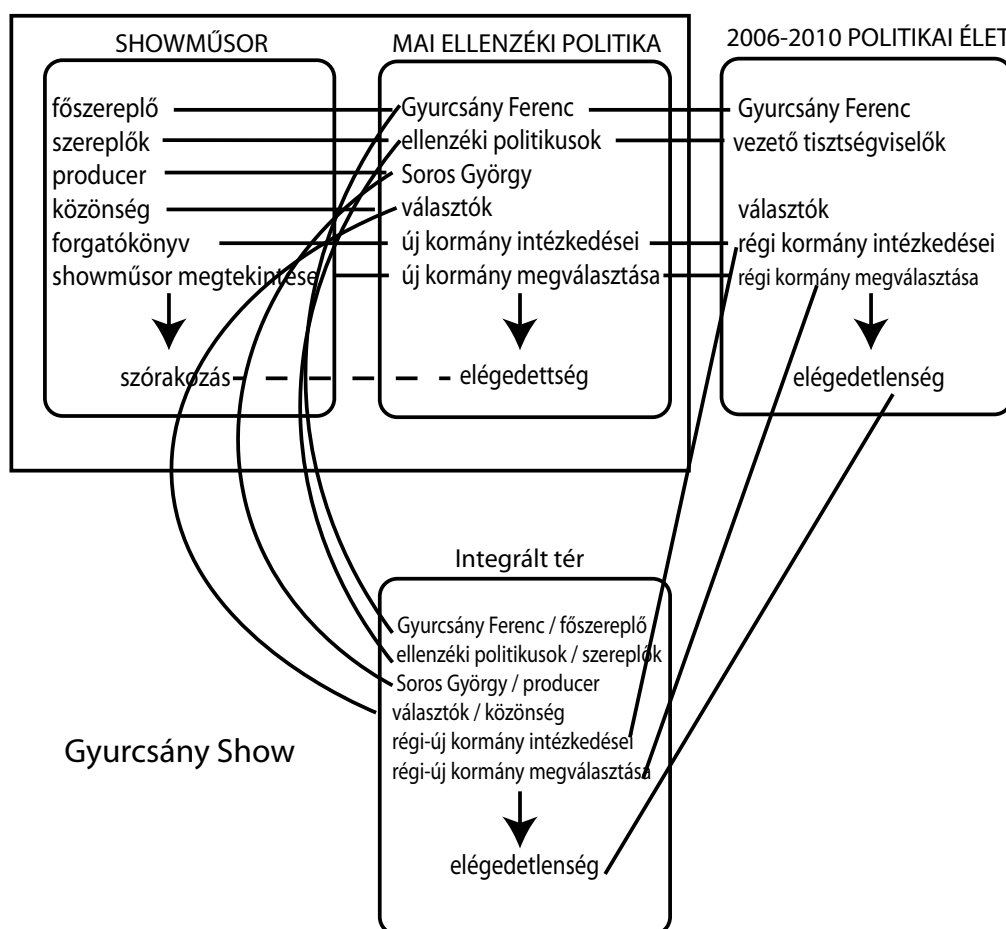 SHOWMŰSOR
főszereplő
szereplők
producer
közönség
forgatókönyv
showműsor megtekintése
szórakozás
MAI ELLENZÉKI POLITIKA
Gyurcsány Ferenc
ellenzéki politikusok
Soros György
választók
új kormány intézkedései
új kormány megválasztása
elégedettség
2006-2010 POLITIKAI ÉLET
Gyurcsány Ferenc
vezető tisztségviselők
választók
régi kormány intézkedései
régi kormány megválasztása
elégedetlenség
Integrált tér
Gyurcsány Ferenc / főszereplő
ellenzéki politikusok / szereplők
Soros György / producer
választók / közönség
régi-új kormány intézkedései
régi-új kormány megválasztása
elégedetlenség
Gyurcsány Show